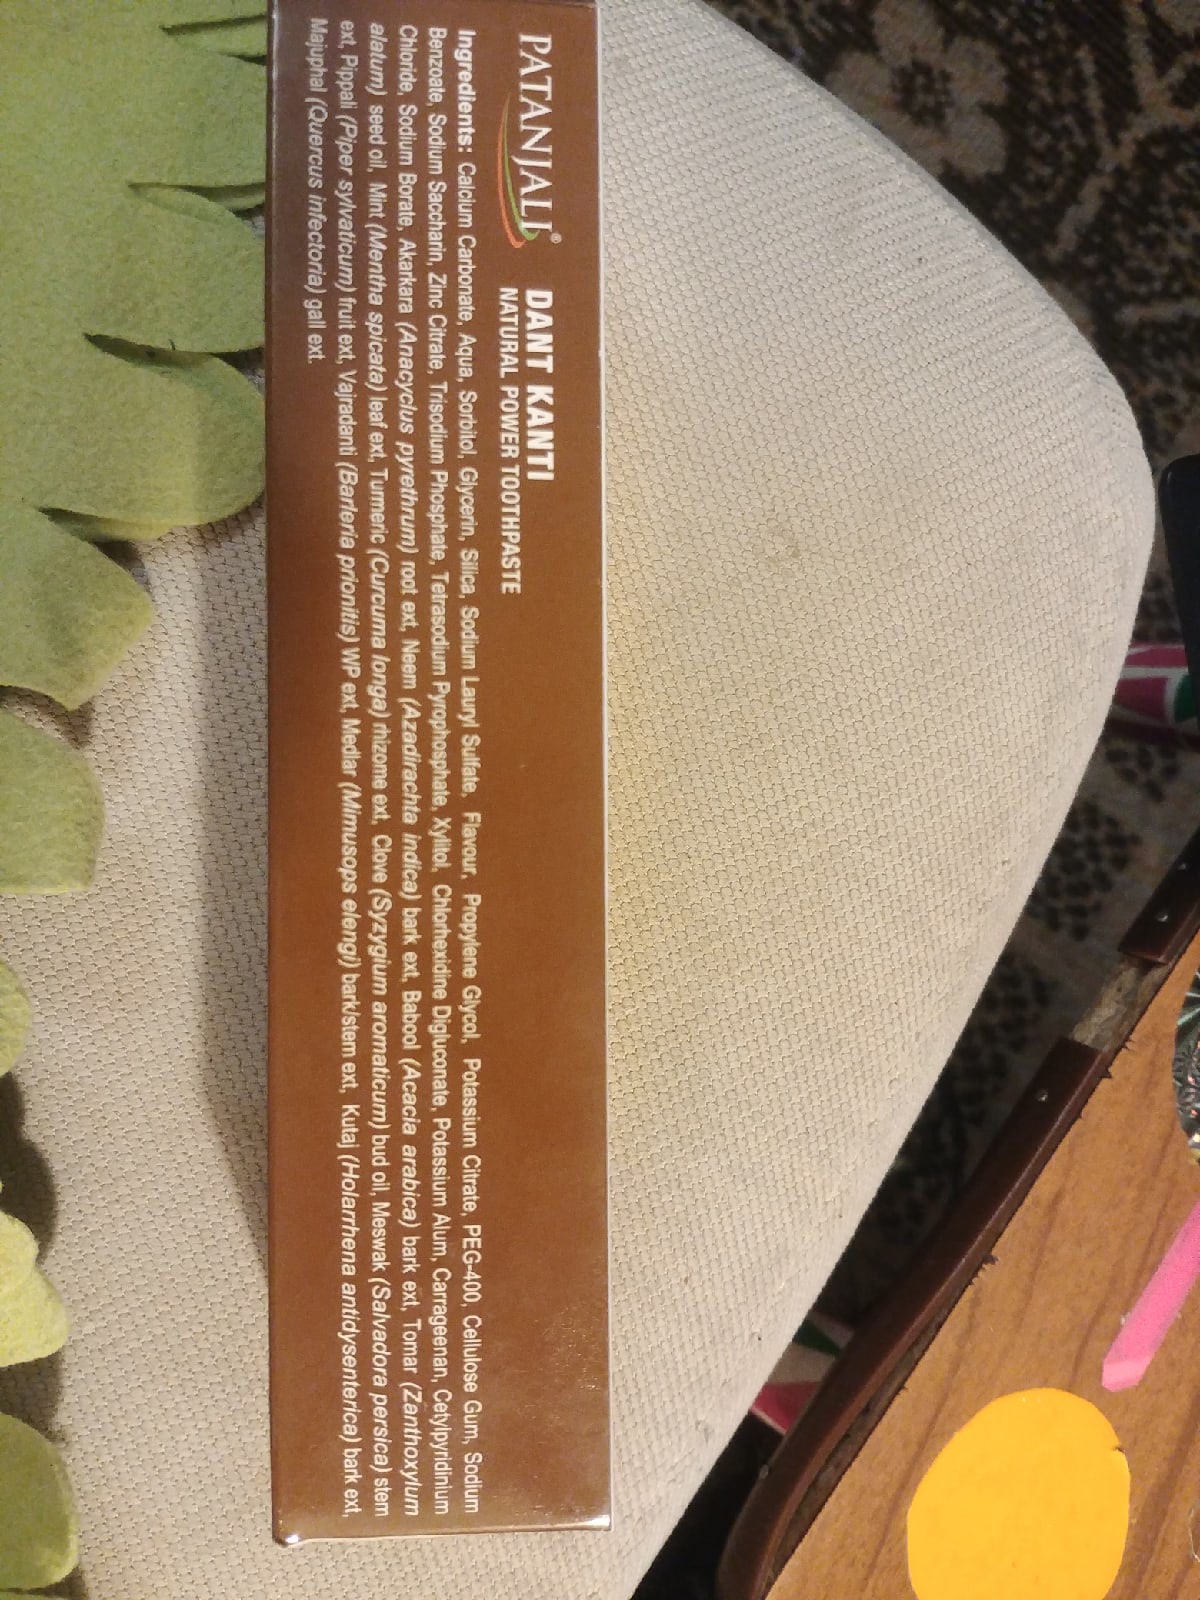 PATANJALI®
DANT KANTI
NATURAL POWER TOOTHPASTE
Ingredients: Calcium Carbonate, Aqua, Sorbitol, Glycerin, Silica, Sodium Lauryl Sulfate, Flavour, Propylene Glycol, Potassium Citrate, PEG-400, Cellulose Gum, Sodium
Benzoate, Sodium Saccharin, Zinc Citrate, Trisodium Phosphate, Tetrasodium Pyrophosphate, Xylitol, Chlorhexidine Digluconate, Potassium Alum, Carrageenan, Cetylpyridinium
Chloride, Sodium Borate, Akarkara (Anacyclus pyrethrum) root ext, Neem (Azadirachta indica) bark ext, Babool (Acacia arabica) bark ext, Tomar (Zanthoxylum
alatum) seed oil, Mint (Mentha spicata) leaf ext, Turmeric (Curcuma longa) rhizome ext, Clove (Syzygium aromaticum) bud oil, Meswak (Salvadora persica) stem
ext, Pippali (Piper sylvaticum) fruit ext, Vajradanti (Barleria prionitis) WP ext, Medlar (Mimusops elengi) bark/stem ext, Kutaj (Holarrhena antidysenterica) bark ext,
Majuphal (Quercus infectoria) gall ext.